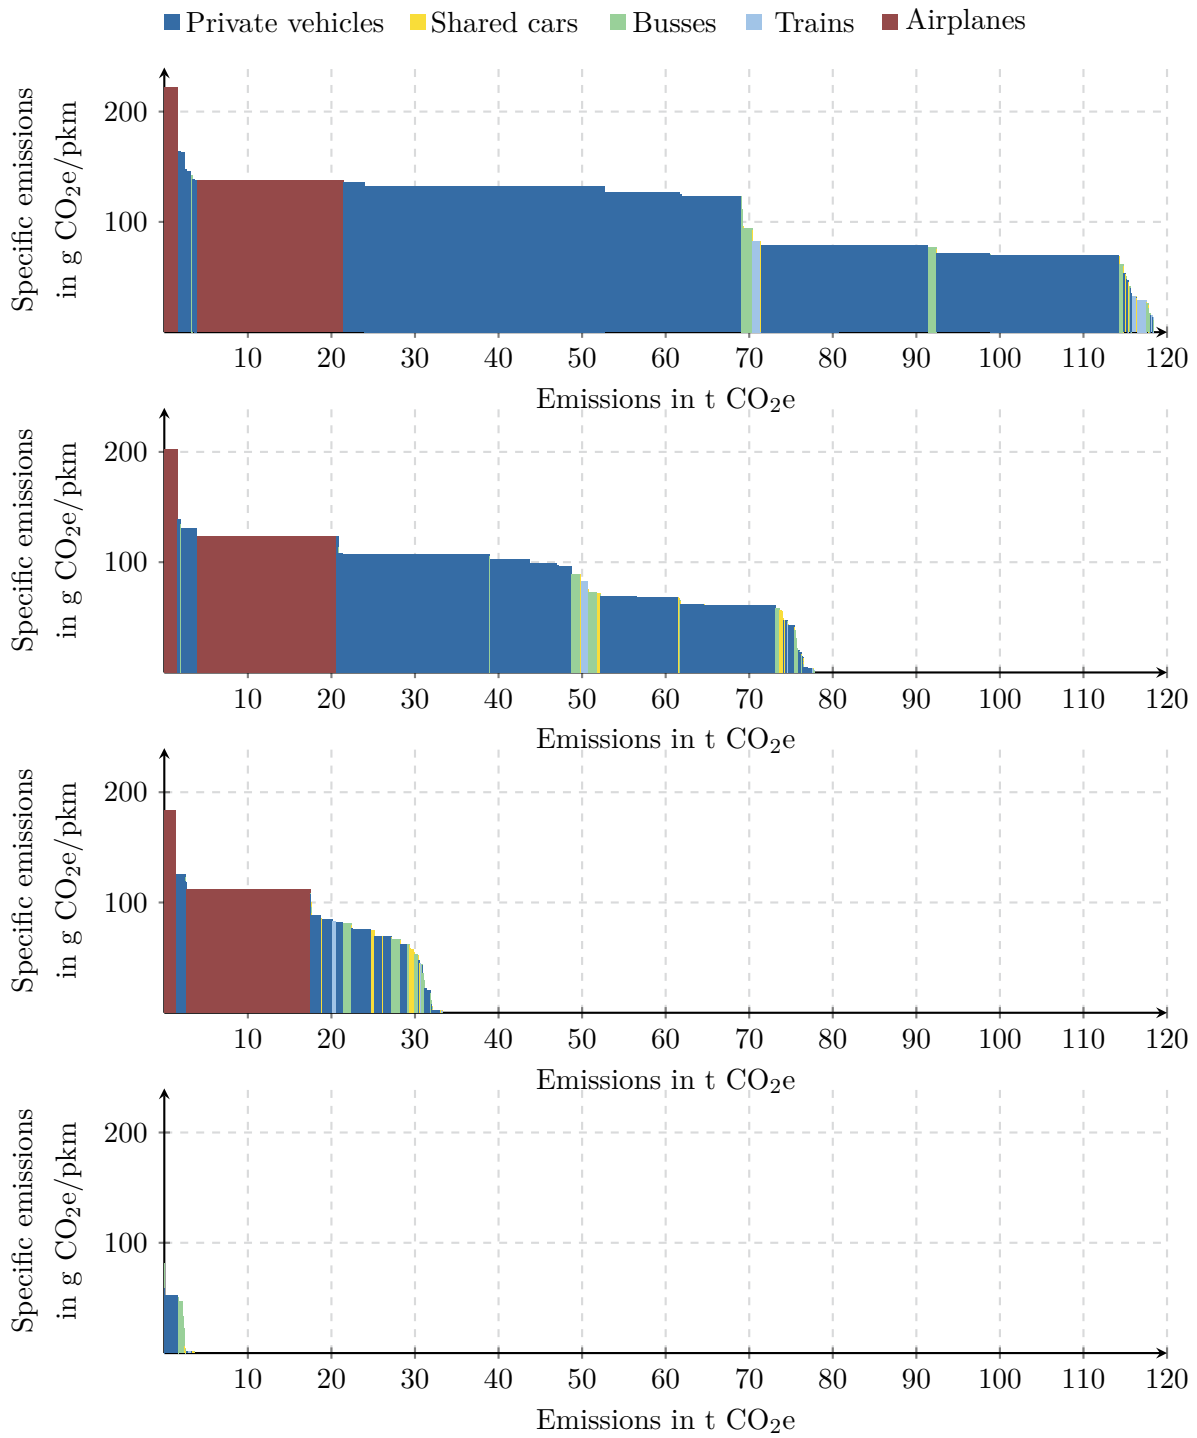 Private vehicles Shared cars Busses Trains Airplanes
Specific emissions
in g CO₂e/pkm
200
100
10 20 30 40 50 60 70 80 90 100 110 120
Emissions in t CO₂e
Specific emissions
in g CO₂e/pkm
200
100
10 20 30 40 50 60 70 80 90 100 110 120
Emissions in t CO₂e
Specific emissions
in g CO₂e/pkm
200
100
10 20 30 40 50 60 70 80 90 100 110 120
Emissions in t CO₂e
Specific emissions
in g CO₂e/pkm
200
100
10 20 30 40 50 60 70 80 90 100 110 120
Emissions in t CO₂e